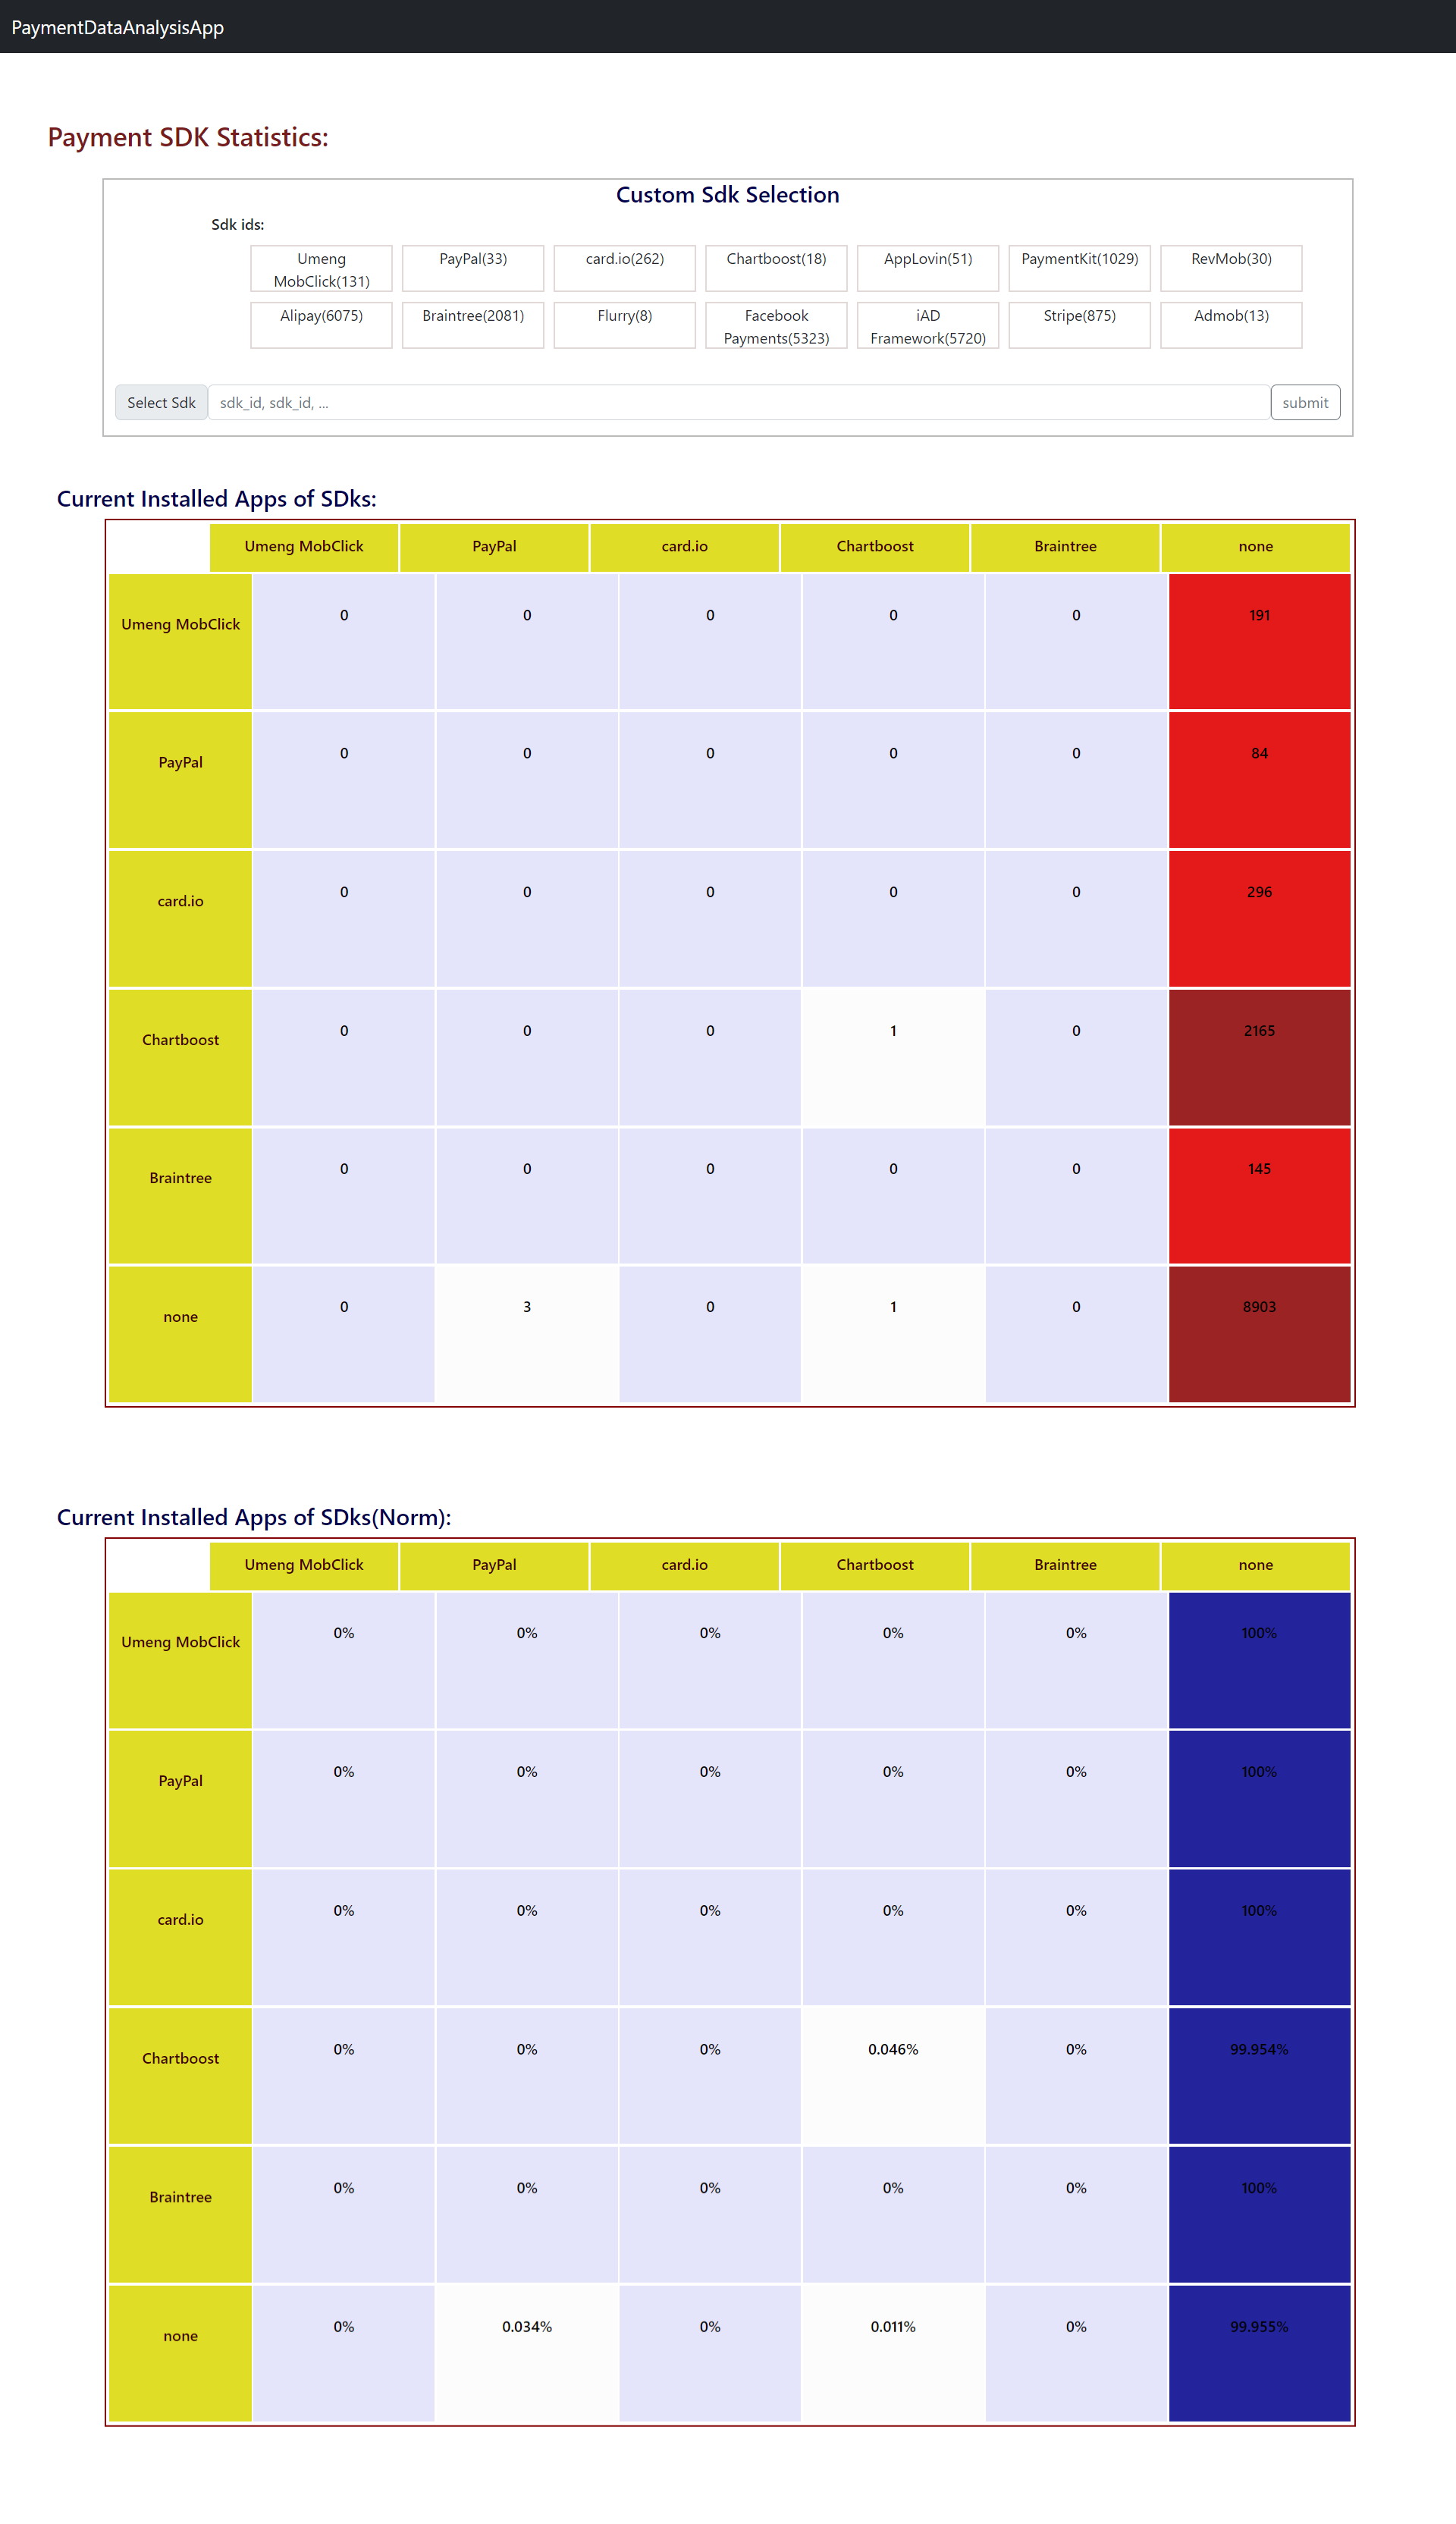 PaymentDataAnalysisApp
Payment SDK Statistics:
Custom Sdk Selection
Sdk ids:
Umeng MobClick(131) PayPal(33) card.io(262) Chartboost(18) AppLovin(51) PaymentKit(1029) RevMob(30)
Alipay(6075) Braintree(2081) Flurry(8) Facebook Payments(5323) iAD Framework(5720) Stripe(875) Admob(13)
Select Sdk sdk_id, sdk_id, ... submit
Current Installed Apps of SDks:
Umeng MobClick PayPal card.io Chartboost Braintree none
Umeng MobClick 0 0 0 0 0 191
PayPal 0 0 0 0 0 84
card.io 0 0 0 0 0 296
Chartboost 0 0 0 1 0 2165
Braintree 0 0 0 0 0 145
none 0 3 0 1 0 8903
Current Installed Apps of SDks(Norm):
Umeng MobClick PayPal card.io Chartboost Braintree none
Umeng MobClick 0% 0% 0% 0% 0% 100%
PayPal 0% 0% 0% 0% 0% 100%
card.io 0% 0% 0% 0% 0% 100%
Chartboost 0% 0% 0% 0.046% 0% 99.954%
Braintree 0% 0% 0% 0% 0% 100%
none 0% 0.034% 0% 0.011% 0% 99.955%